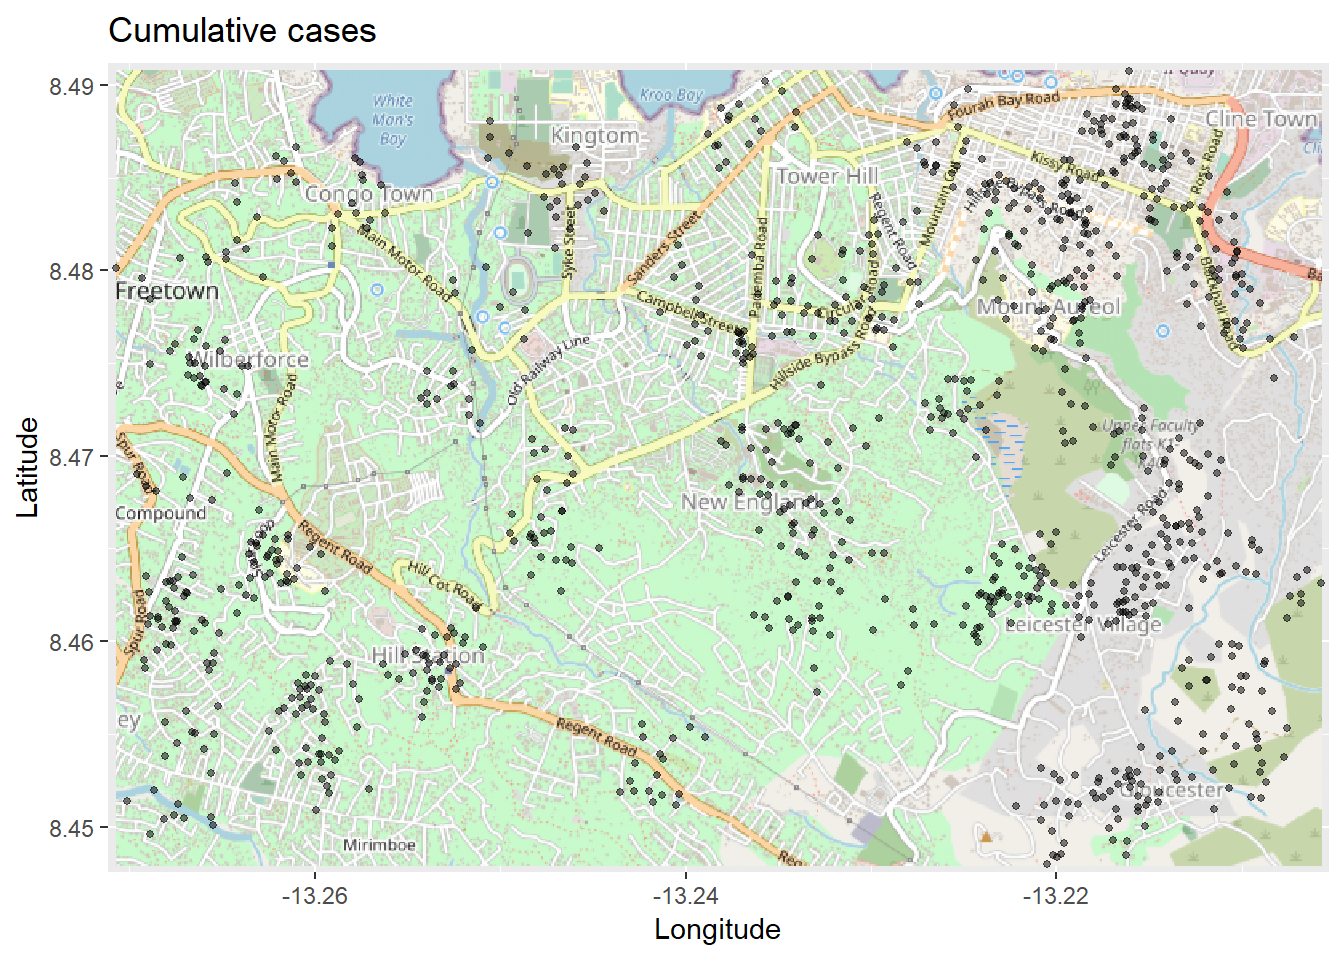 Cumulative cases
8.49
8.48
8.47
8.46
8.45
Latitude
White
Man's
Bay
Kroo Bay
Quay
Fourah Bay Road
Cline Town
Kingtom
Kissy Road
Ross Road
Congo Town
Tower Hill
Mountain Cut
Regent Road
Main Motor Road
Syke Street
Sanders Street
Pademba Road
Freetown
Campbell Street
Circular Road
Mount Aureol
Blackhall Road
Ba
Wilberforce
Old Railway Line
Hillside Bypass Road
Main Motor Road
Upper Faculty
flats K1 -
K40
Spur Road
Compound
New England
Leicester Road
Regent Road
Hill Cot Road
Spur Road
Leicester Village
Hill Station
ey
Regent Road
Gloucester
Mirimboe
Reg
-13.26
-13.24
-13.22
Longitude